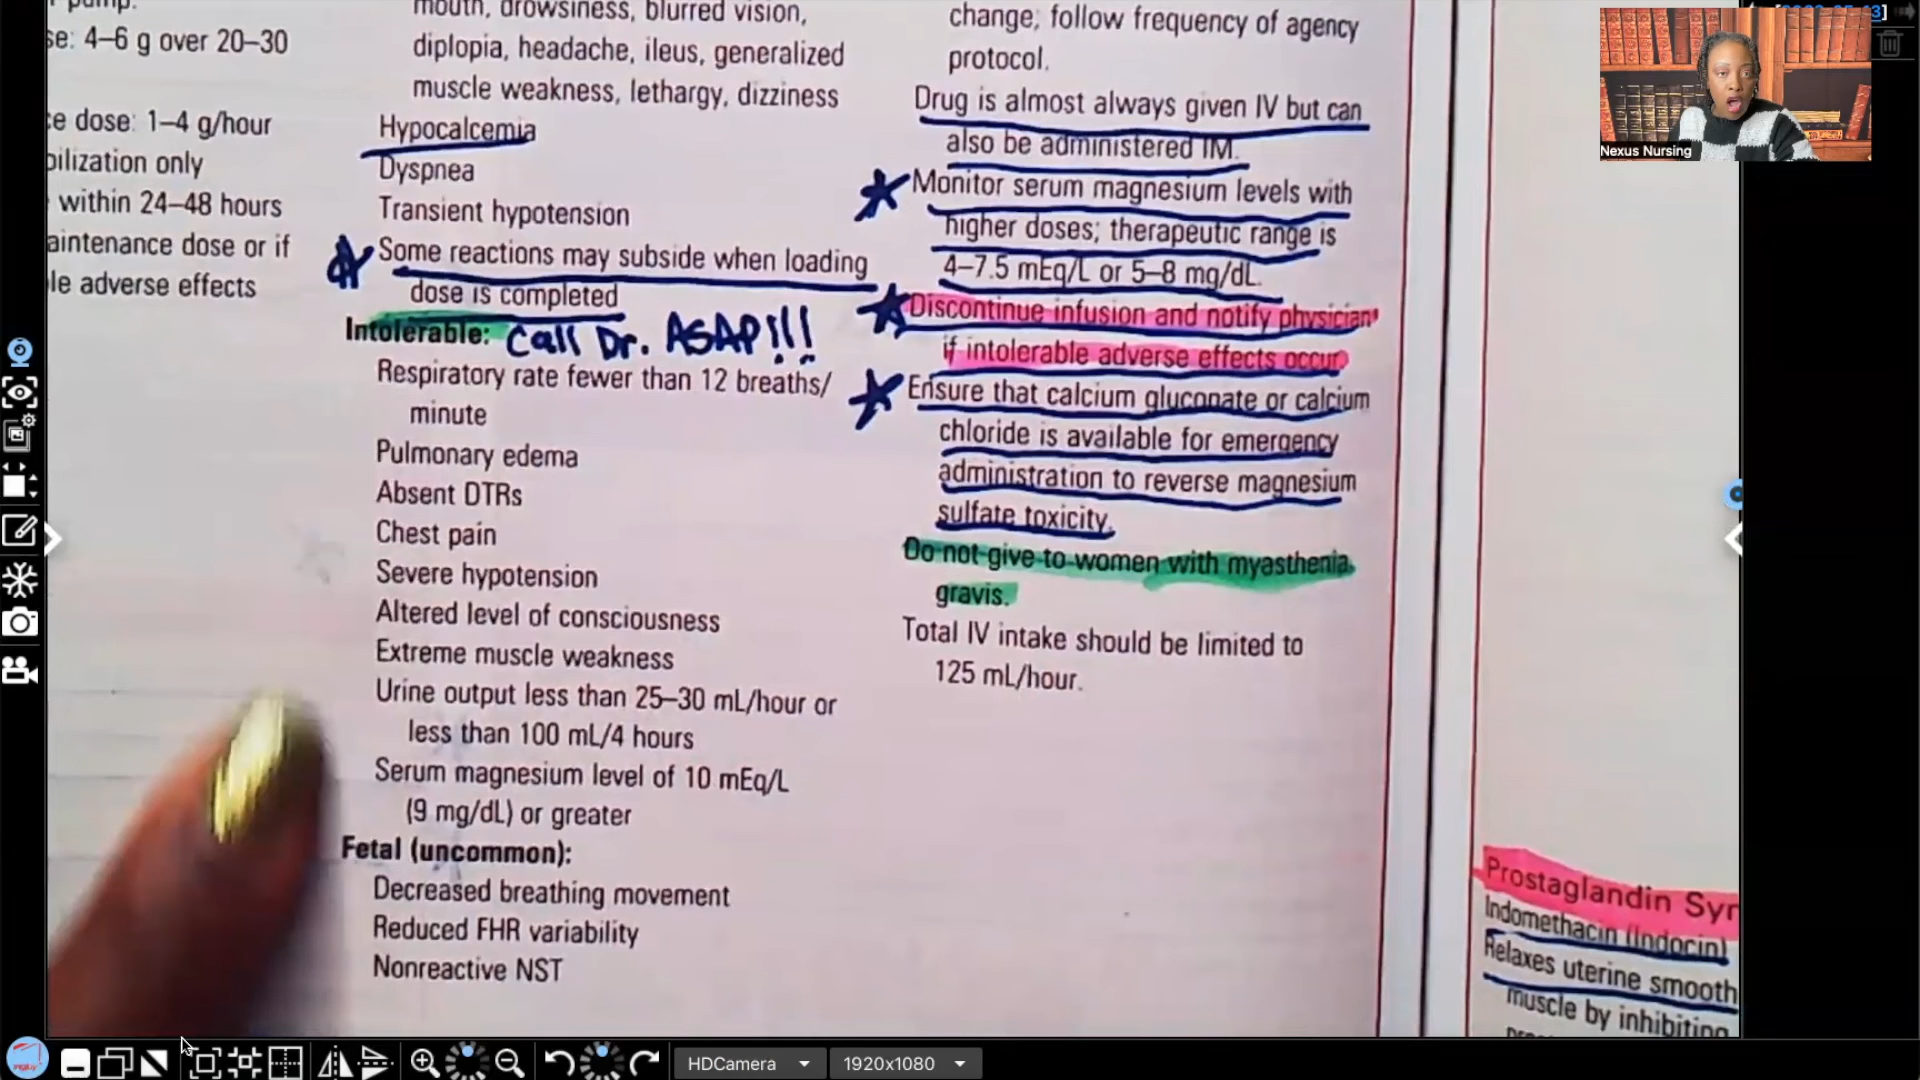 pump.
se: 4–6 g over 20–30
ce dose: 1–4 g/hour
bilization only
within 24–48 hours
aintenance dose or if
le adverse effects
mouth, drowsiness, blurred vision,
diplopia, headache, ileus, generalized
muscle weakness, lethargy, dizziness
Hypocalcemia
Dyspnea
Transient hypotension
Some reactions may subside when loading
dose is completed
Intolerable: Call Dr. ASAP!!!
Respiratory rate fewer than 12 breaths/
minute
Pulmonary edema
Absent DTRs
Chest pain
Severe hypotension
Altered level of consciousness
Extreme muscle weakness
Urine output less than 25–30 mL/hour or
less than 100 mL/4 hours
Serum magnesium level of 10 mEq/L
(9 mg/dL) or greater
Fetal (uncommon):
Decreased breathing movement
Reduced FHR variability
Nonreactive NST
change; follow frequency of agency
protocol.
Drug is almost always given IV but can
also be administered IM.
Monitor serum magnesium levels with
higher doses; therapeutic range is
4–7.5 mEq/L or 5–8 mg/dL.
Discontinue infusion and notify physician
if intolerable adverse effects occur.
Ensure that calcium gluconate or calcium
chloride is available for emergency
administration to reverse magnesium
sulfate toxicity.
Do not give to women with myasthenia
gravis.
Total IV intake should be limited to
125 mL/hour.
Prostaglandin Syn
Indomethacin (Indocin)
Relaxes uterine smooth
muscle by inhibiting
Nexus Nursing
HDCamera
1920x1080